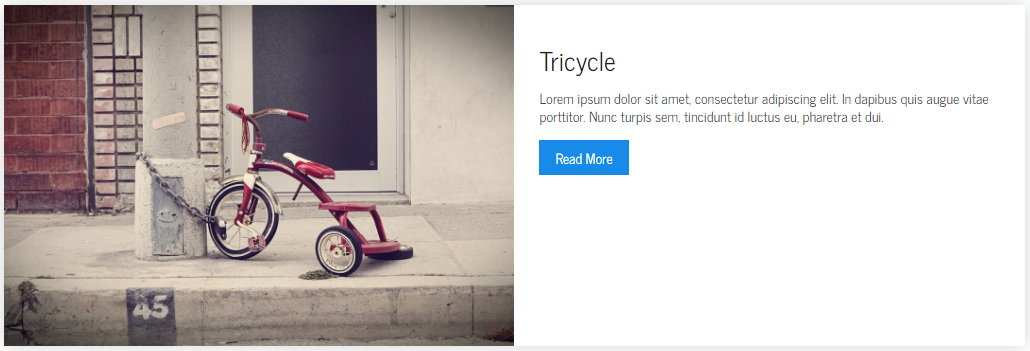 45
Tricycle
Lorem ipsum dolor sit amet, consectetur adipiscing elit. In dapibus quis augue vitae
porttitor. Nunc turpis sem, tincidunt id luctus eu, pharetra et dui.
Read More